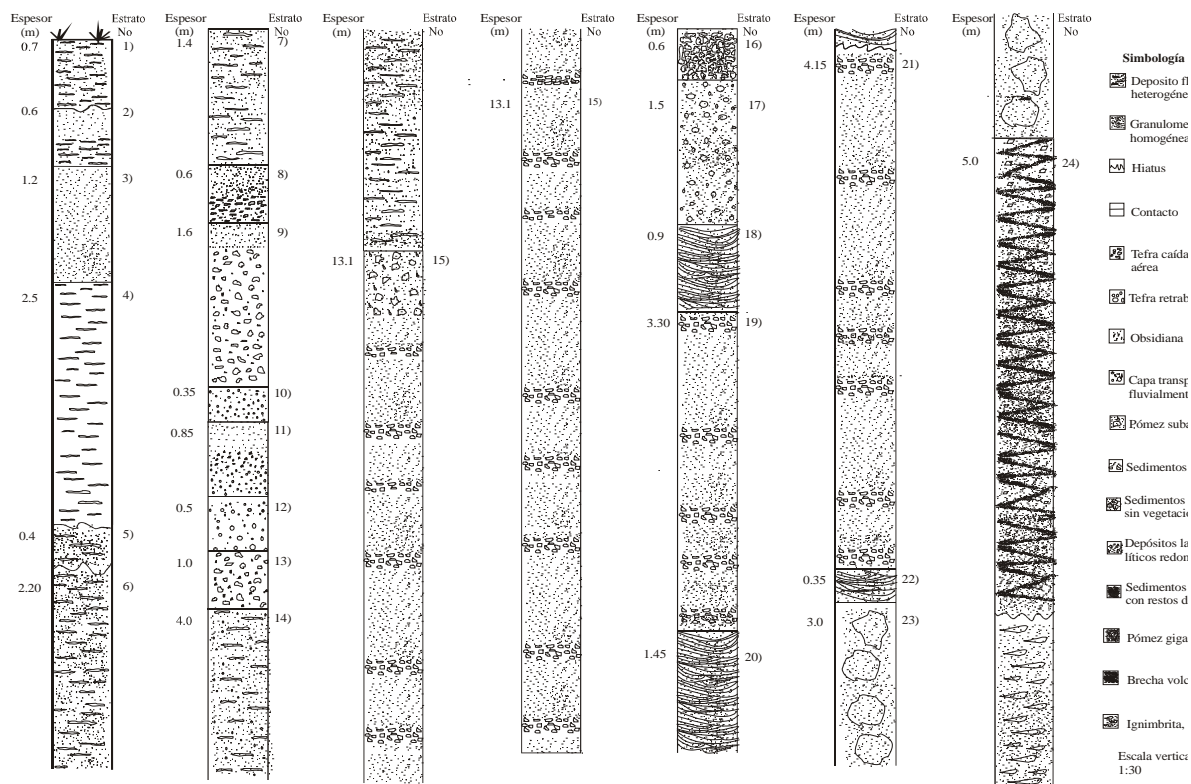 Espesor
(m)
Estrato
No
0.7
1)
0.6
2)
1.2
3)
2.5
4)
0.4
5)
2.20
6)
Espesor
(m)
Estrato
No
1.4
7)
0.6
8)
1.6
9)
0.35
10)
0.85
11)
0.5
12)
1.0
13)
4.0
14)
Espesor
(m)
Estrato
No
13.1
15)
Espesor
(m)
Estrato
No
13.1
15)
Espesor
(m)
Estrato
No
0.6
16)
1.5
17)
0.9
18)
3.30
19)
1.45
20)
Espesor
(m)
Estrato
No
4.15
21)
0.35
22)
3.0
23)
Espesor
(m)
Estrato
No
5.0
24)
Simbología
Deposito
heterogéne
Granulome
homogénea
Hiatus
Contacto
Tefra caída
aérea
Tefra retrab
Obsidiana
Capa transp
fluvialment
Pómez suba
Sedimentos
Sedimentos
sin vegetació
Depósitos la
líticos redon
Sedimentos
con restos d
Pómez giga
Brecha volc
Ignimbrita,
Escala vertica
1:30